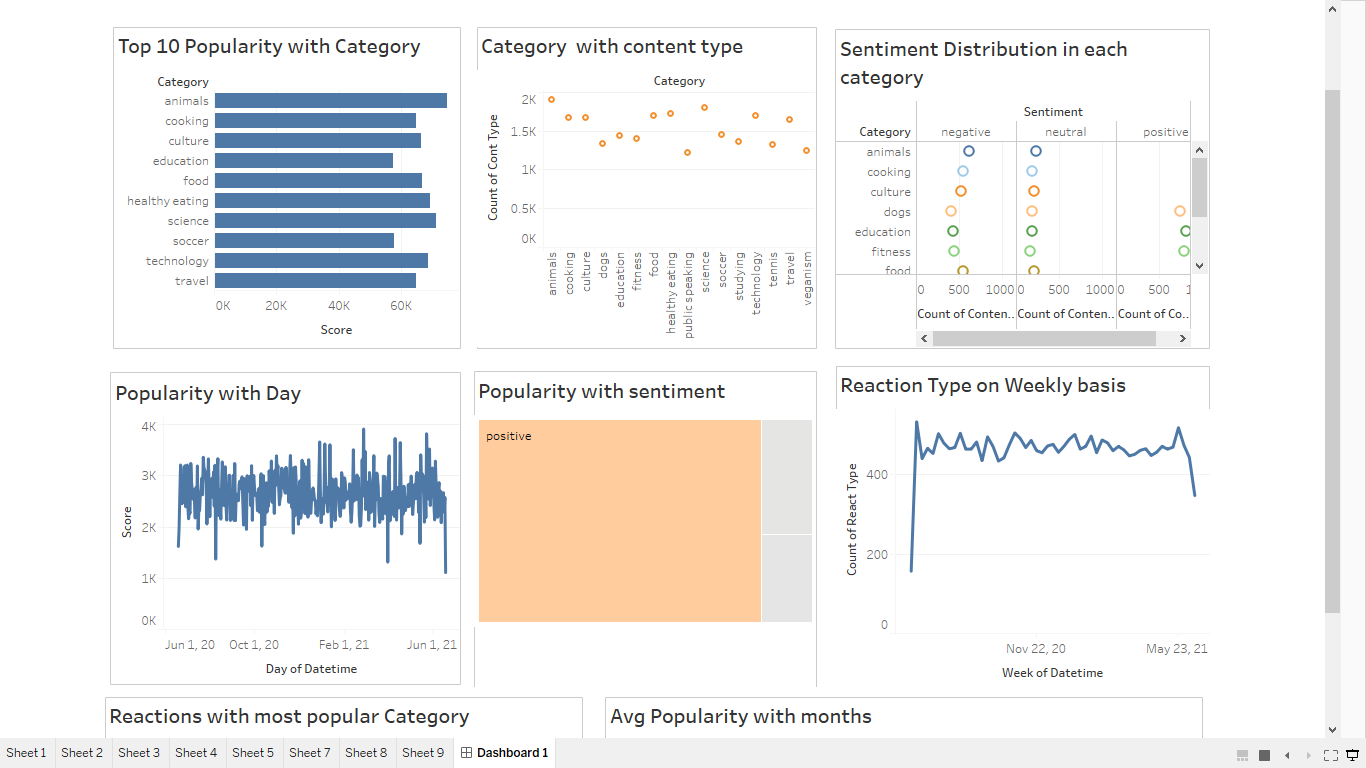 Top 10 Popularity with Category
Category
animals
cooking
culture
education
food
healthy eating
science
soccer
technology
travel
0K 20K 40K 60K
Score
Category with content type
Category
2K
1.5K
1K
0.5K
0K
Count of Cont Type
animals
cooking
culture
dogs
education
fitness
food
healthy eating
public speaking
science
soccer
studying
technology
tennis
travel
veganism
Sentiment Distribution in each
category
Sentiment
Category negative neutral positive
animals
cooking
culture
dogs
education
fitness
food
0 500 1000 0 500 1000 0 500 1
Count of Conten.. Count of Conten.. Count of Co..
Popularity with Day
4K
3K
2K
1K
0K
Score
Jun 1, 20 Oct 1, 20 Feb 1, 21 Jun 1, 21
Day of Datetime
Popularity with sentiment
positive
Reaction Type on Weekly basis
400
200
0
Count of React Type
Nov 22, 20 May 23, 21
Week of Datetime
Reactions with most popular Category
Avg Popularity with months
Sheet 1 Sheet 2 Sheet 3 Sheet 4 Sheet 5 Sheet 7 Sheet 8 Sheet 9 Dashboard 1